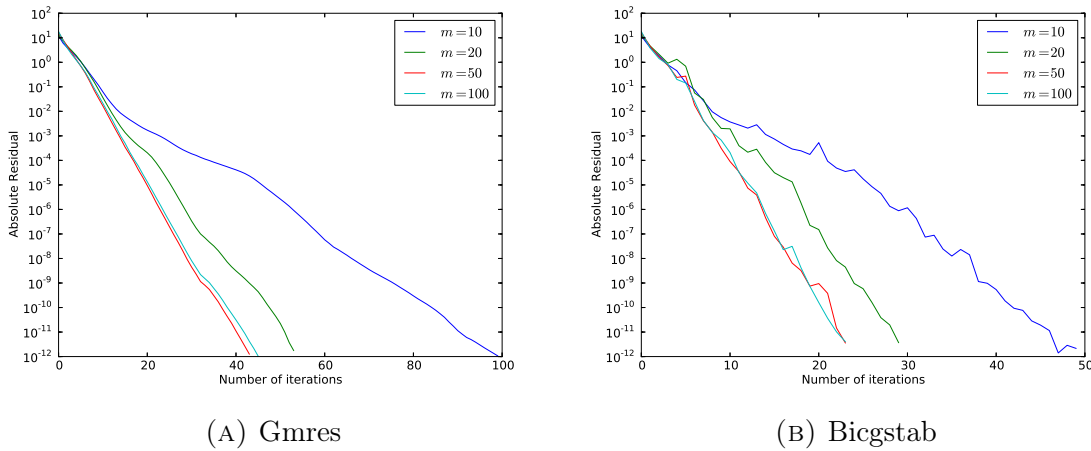 10^1
10^0
10^-1
10^-2
10^-3
10^-4
10^-5
10^-6
10^-7
10^-8
10^-9
10^-10
10^-11
10^-12
Absolute Residual
0 20 40 60 80 100
Number of iterations
m=10
m=20
m=50
m=100
(A) Gmres
10^2
10^1
10^0
10^-1
10^-2
10^-3
10^-4
10^-5
10^-6
10^-7
10^-8
10^-9
10^-10
10^-11
10^-12
Absolute Residual
0 10 20 30 40 50
Number of iterations
m=10
m=20
m=50
m=100
(B) Bicgstab